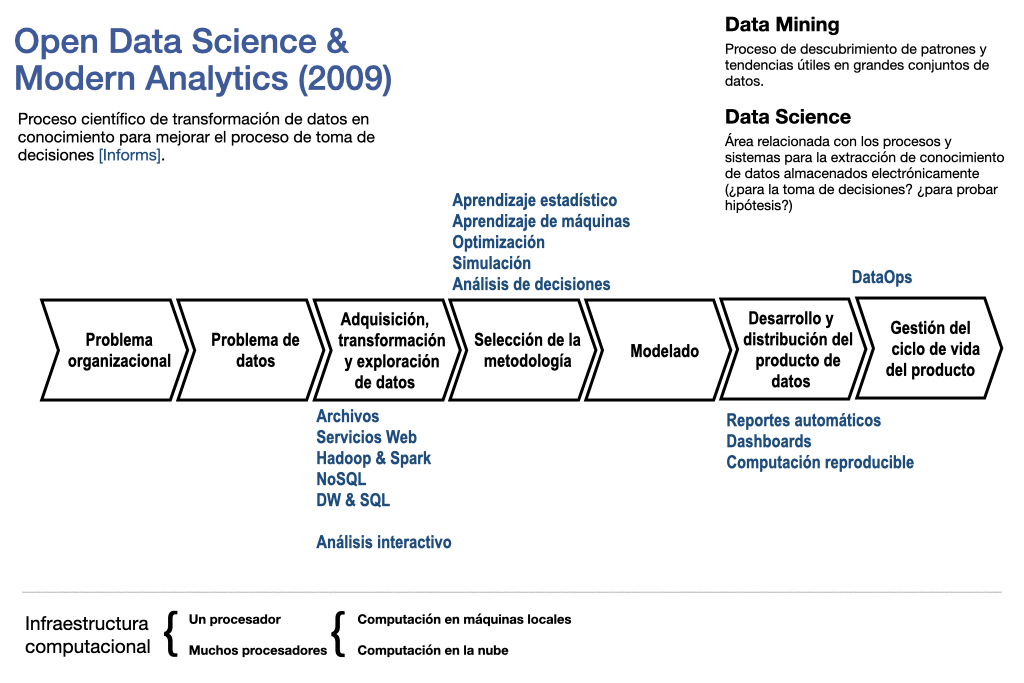 Open Data Science &
Modern Analytics (2009)
Proceso científico de transformación de datos en
conocimiento para mejorar el proceso de toma de
decisiones [Informs].
Data Mining
Proceso de descubrimiento de patrones y
tendencias útiles en grandes conjuntos de
datos.
Data Science
Área relacionada con los procesos y
sistemas para la extracción de conocimiento
de datos almacenados electrónicamente
(¿para la toma de decisiones? ¿para probar
hipótesis?)
Aprendizaje estadístico
Aprendizaje de máquinas
Optimización
Simulación
Análisis de decisiones
DataOps
Problema
organizacional
Problema de
datos
Adquisición,
transformación
y exploración
de datos
Selección de la
metodología
Modelado
Desarrollo y
distribución del
producto de
datos
Gestión del
ciclo de vida
del producto
Archivos
Servicios Web
Hadoop & Spark
NoSQL
DW & SQL
Análisis interactivo
Reportes automáticos
Dashboards
Computación reproducible
Infraestructura
computacional
Un procesador
Muchos procesadores
Computación en máquinas locales
Computación en la nube